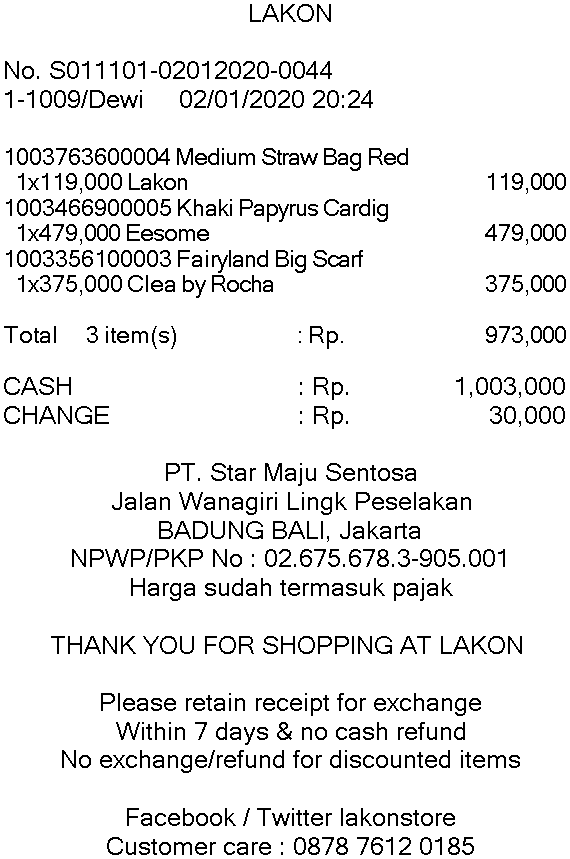 LAKON
No. S011101-02012020-0044
1-1009/Dewi 02/01/2020 20:24
1003763600004 Medium Straw Bag Red
1x119,000 Lakon 119,000
1003466900005 Khaki Papyrus Cardig
1x479,000 Eesome 479,000
1003356100003 Fairyland Big Scarf
1x375,000 Clea by Rocha 375,000
Total 3 item(s) : Rp. 973,000
CASH : Rp. 1,003,000
CHANGE : Rp. 30,000
PT. Star Maju Sentosa
Jalan Wanagiri Lingk Peselakan
BADUNG BALI, Jakarta
NPWP/PKP No : 02.675.678.3-905.001
Harga sudah termasuk pajak
THANK YOU FOR SHOPPING AT LAKON
Please retain receipt for exchange
Within 7 days & no cash refund
No exchange/refund for discounted items
Facebook / Twitter lakonstore
Customer care : 0878 7612 0185